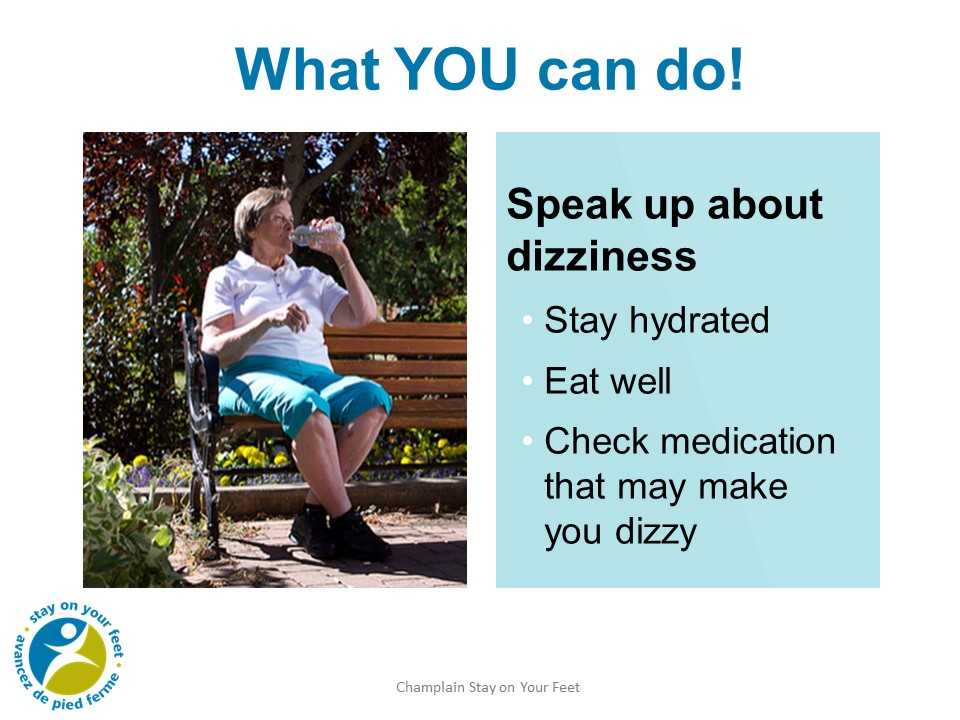 What YOU can do!
Speak up about
dizziness
• Stay hydrated
• Eat well
• Check medication
that may make
you dizzy
• stay on your feet •
avancez de pied ferme
Champlain Stay on Your Feet